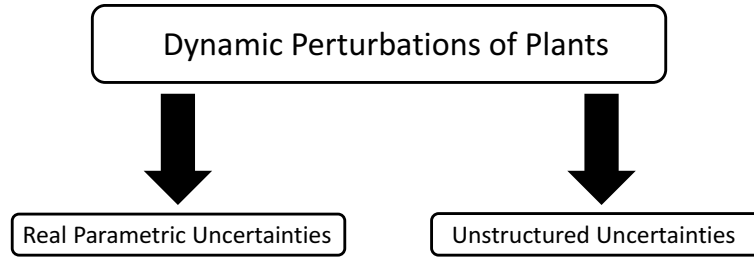 Dynamic Perturbations of Plants
Real Parametric Uncertainties
Unstructured Uncertainties